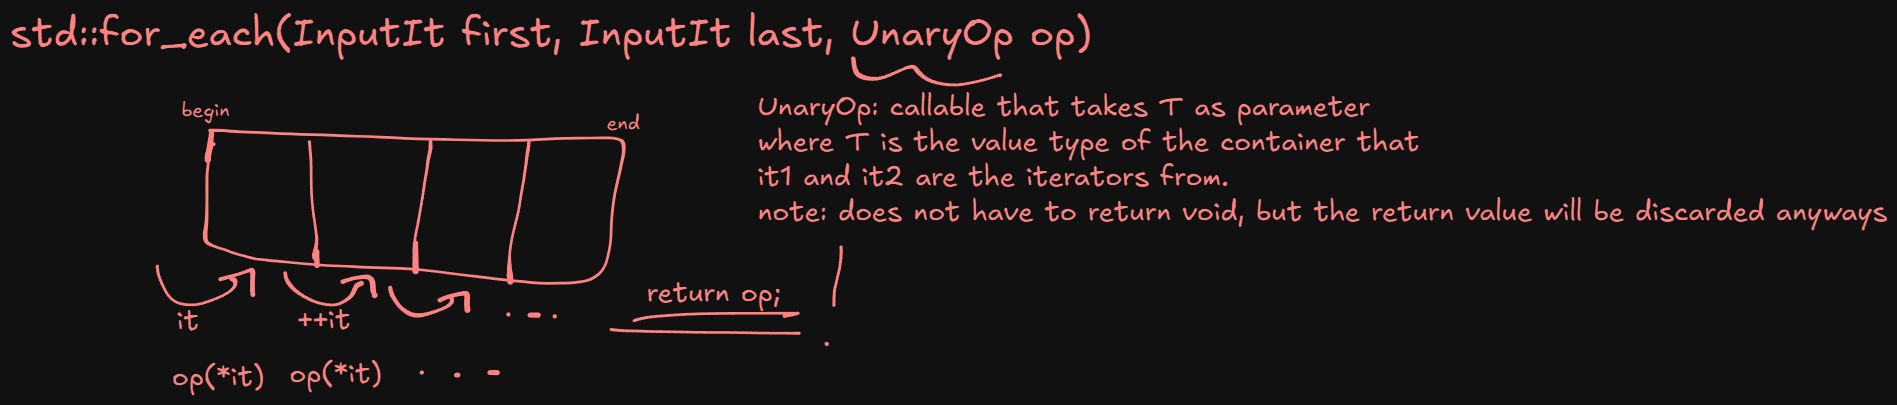 std::for_each(InputIt first, InputIt last, UnaryOp op)
begin
end
UnaryOp: callable that takes T as parameter
where T is the value type of the container that
it1 and it2 are the iterators from.
note: does not have to return void, but the return value will be discarded anyways
return op;
it
++it
op(*it)
op(*it)